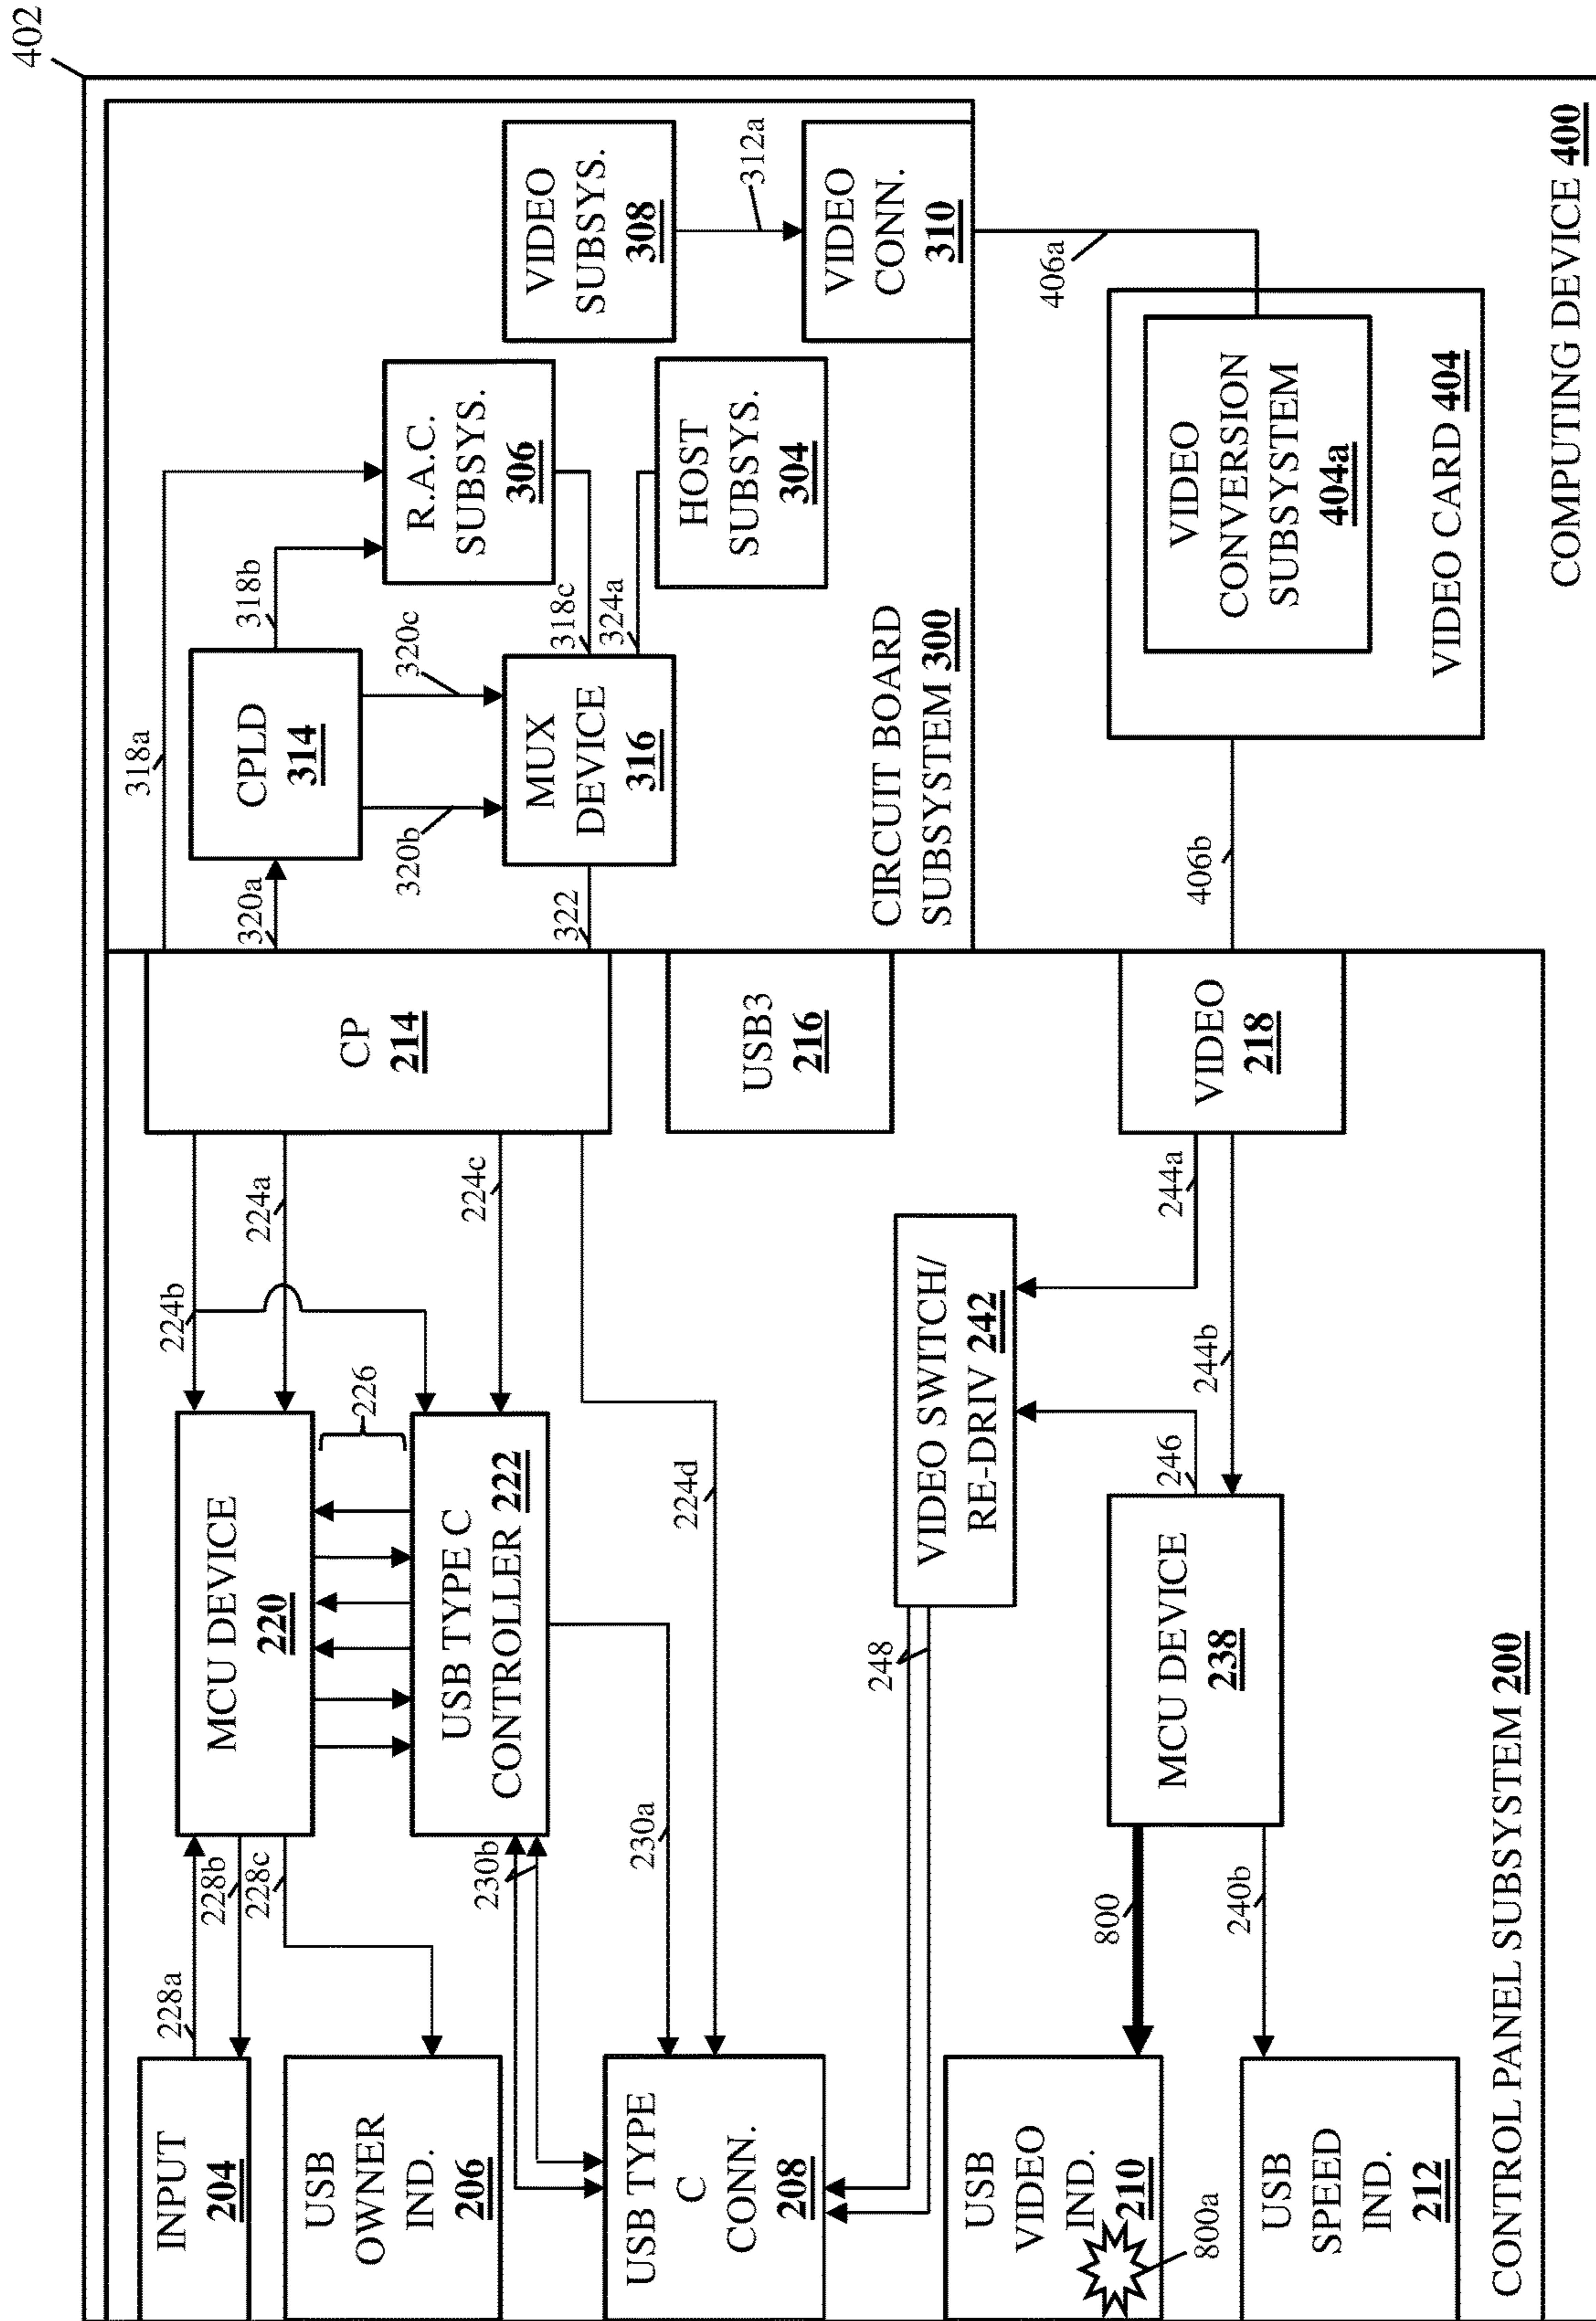 402
COMPUTING DEVICE 400
CIRCUIT BOARD
SUBSYSTEM 300
VIDEO
SUBSYS.
308
312a
VIDEO
CONN.
310
406a
R.A.C.
SUBSYS.
306
HOST
SUBSYS.
304
VIDEO
CONVERSION
SUBSYSTEM
404a
VIDEO CARD 404
318a
318b
320c
318c
324a
CPLD
314
MUX
DEVICE
316
320a
320b
322
406b
CP
214
USB3
216
VIDEO
218
224b
224a
224c
224d
244a
244b
246
226
MCU DEVICE
220
USB TYPE C
CONTROLLER 222
VIDEO SWITCH/
RE-DRIV 242
MCU DEVICE
238
228a
228b
228c
230b
230a
248
800
240b
INPUT
204
USB
OWNER
IND.
206
USB TYPE
C
CONN.
208
USB
VIDEO
IND.
210
800a
USB
SPEED
IND.
212
CONTROL PANEL SUBSYSTEM 200